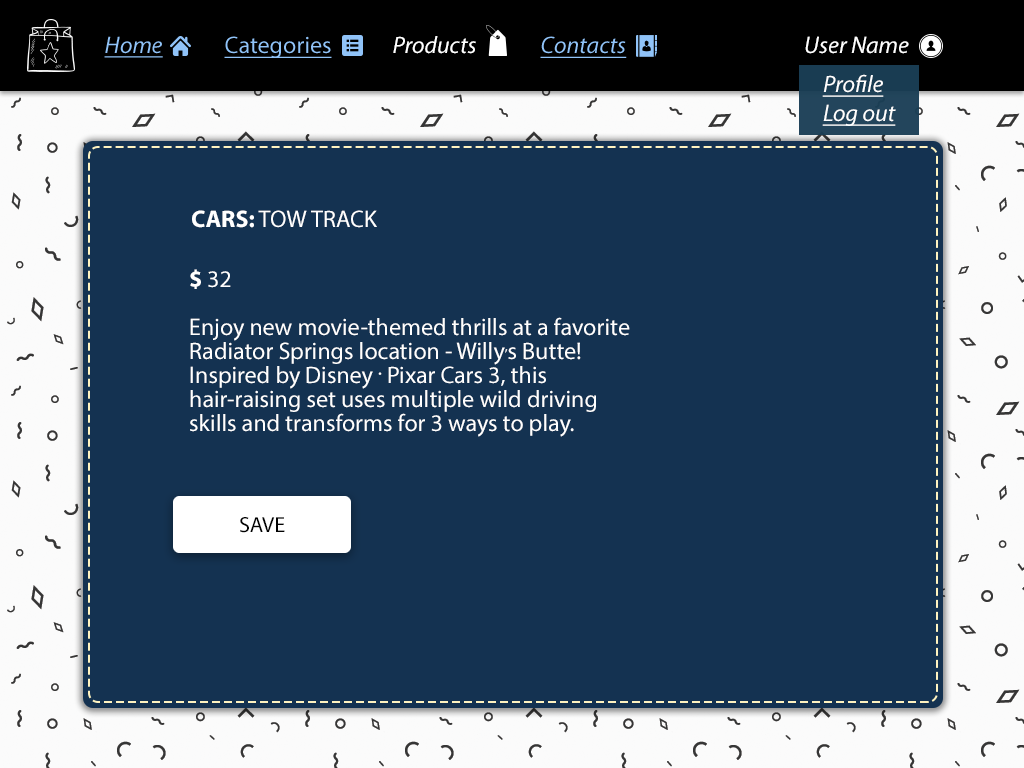 Home Categories Products Contacts User Name
Profile
Log out
CARS: TOW TRACK
$ 32
Enjoy new movie-themed thrills at a favorite
Radiator Springs location - Willy's Butte!
Inspired by Disney · Pixar Cars 3, this
hair-raising set uses multiple wild driving
skills and transforms for 3 ways to play.
SAVE